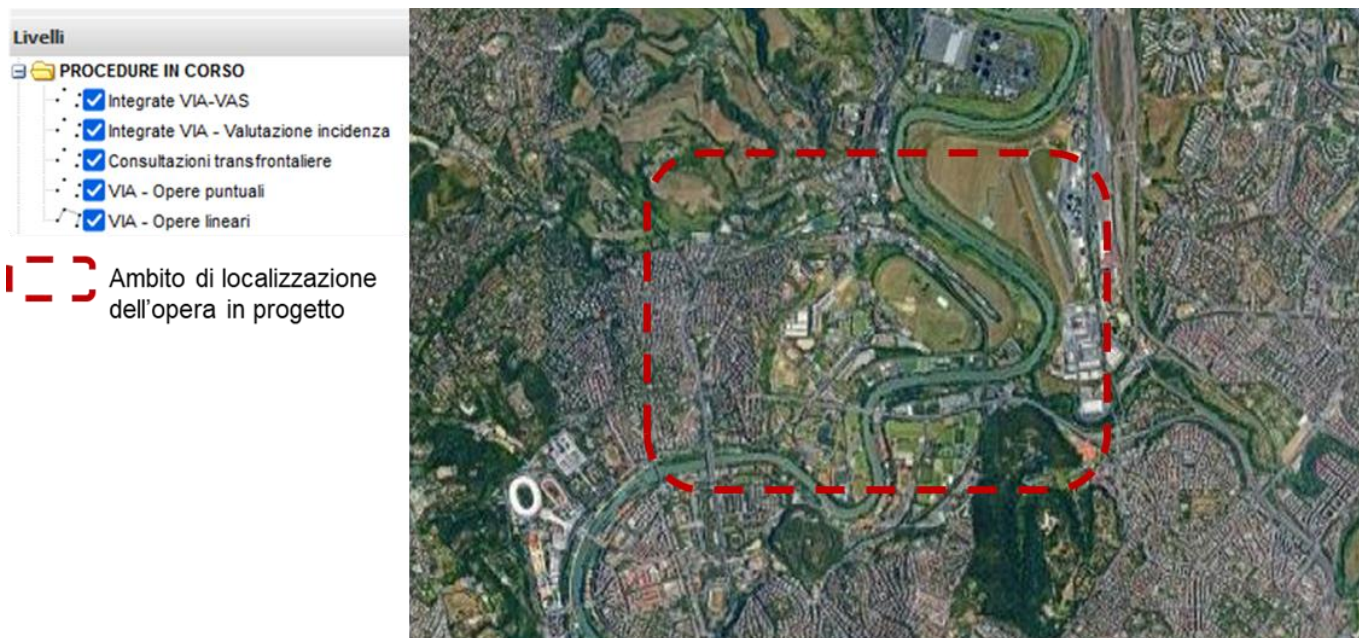 Livelli
PROCEDURE IN CORSO
Integrate VIA-VAS
Integrate VIA - Valutazione incidenza
Consultazioni transfrontaliere
VIA - Opere puntuali
VIA - Opere lineari
Ambito di localizzazione
dell'opera in progetto